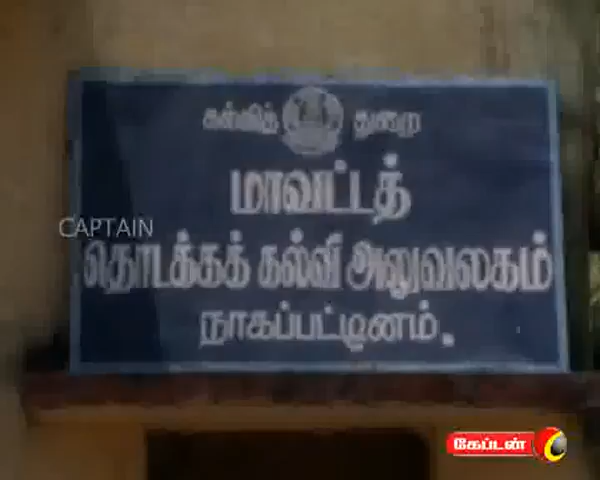 கல்வித் துறை
மாவட்டத்
CAPTAIN
தொடக்கக் கல்வி அலுவலகம்
நாகப்பட்டினம்.
கேப்டன்